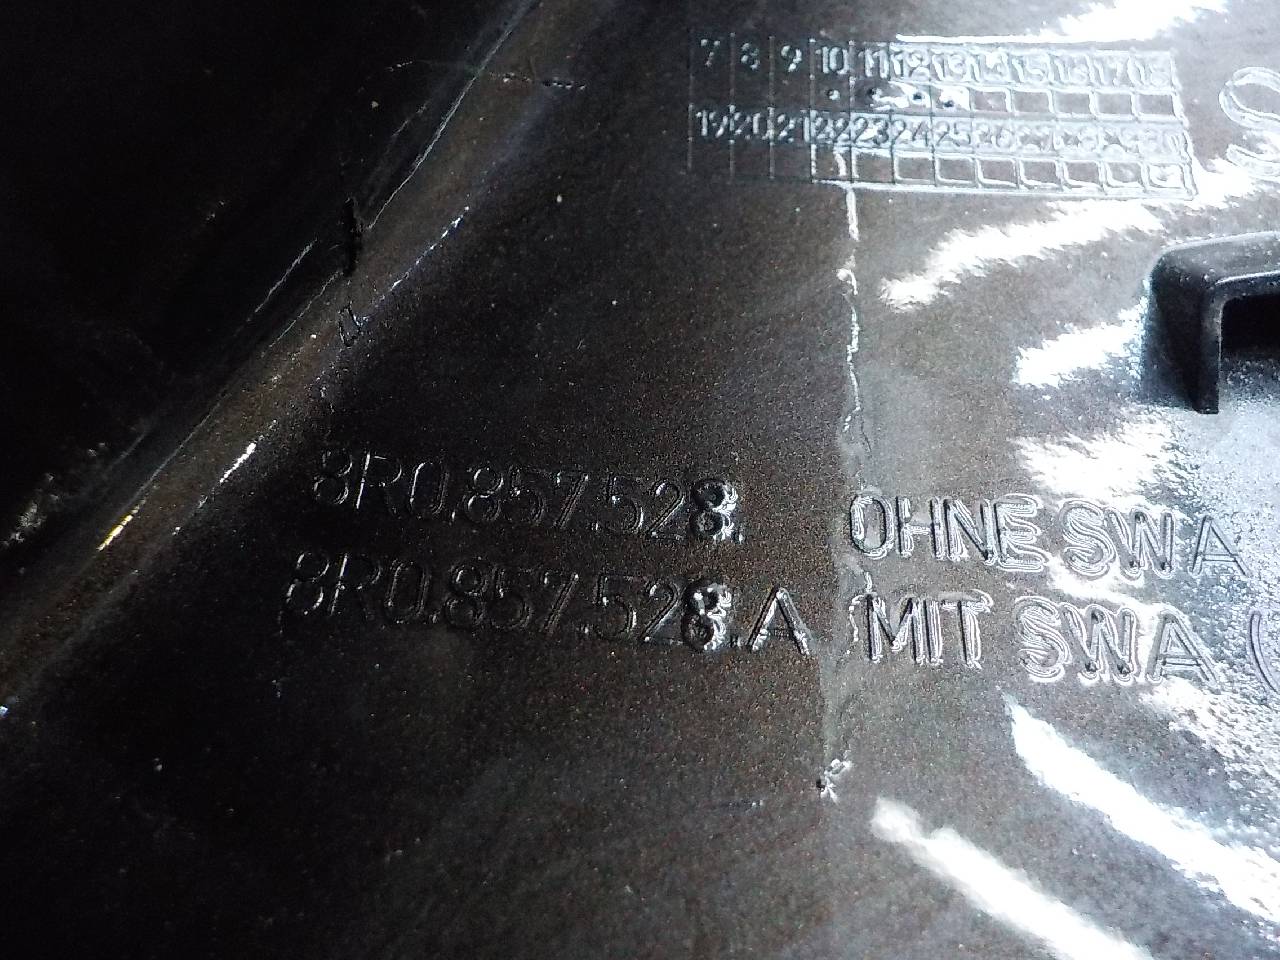 7 8 9 10 11 12 13 14 15 16 17 18
19 20 21 22 23 24 25 26 27 28 29 30
8R0.857.528. OHNE SWA
8R0.857.528.A MIT SWA (